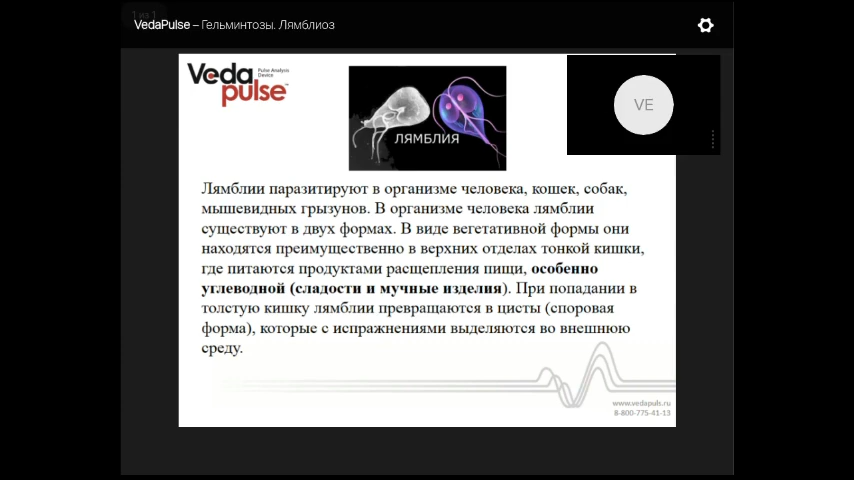 VedaPulse – Гельминтозы. Лямблиоз
Veda
Pulse Analysis
Device
pulse™
VE
ЛЯМБЛИЯ
Лямблии паразитируют в организме человека, кошек, собак,
мышевидных грызунов. В организме человека лямблии
существуют в двух формах. В виде вегетативной формы они
находятся преимущественно в верхних отделах тонкой кишки,
где питаются продуктами расщепления пищи, особенно
углеводной (сладости и мучные изделия). При попадании в
толстую кишку лямблии превращаются в цисты (споровая
форма), которые с испражнениями выделяются во внешнюю
среду.
www.vedapuls.ru
8-800-775-41-13